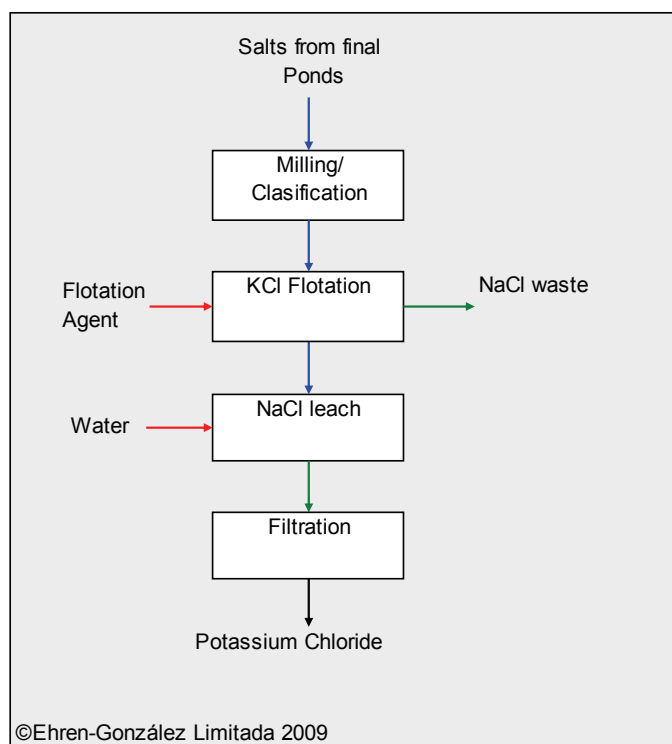 Salts from final
Ponds
Milling/
Clasification
Flotation
Agent
KCl Flotation
NaCl waste
Water
NaCl leach
Filtration
Potassium Chloride
©Ehren-González Limitada 2009